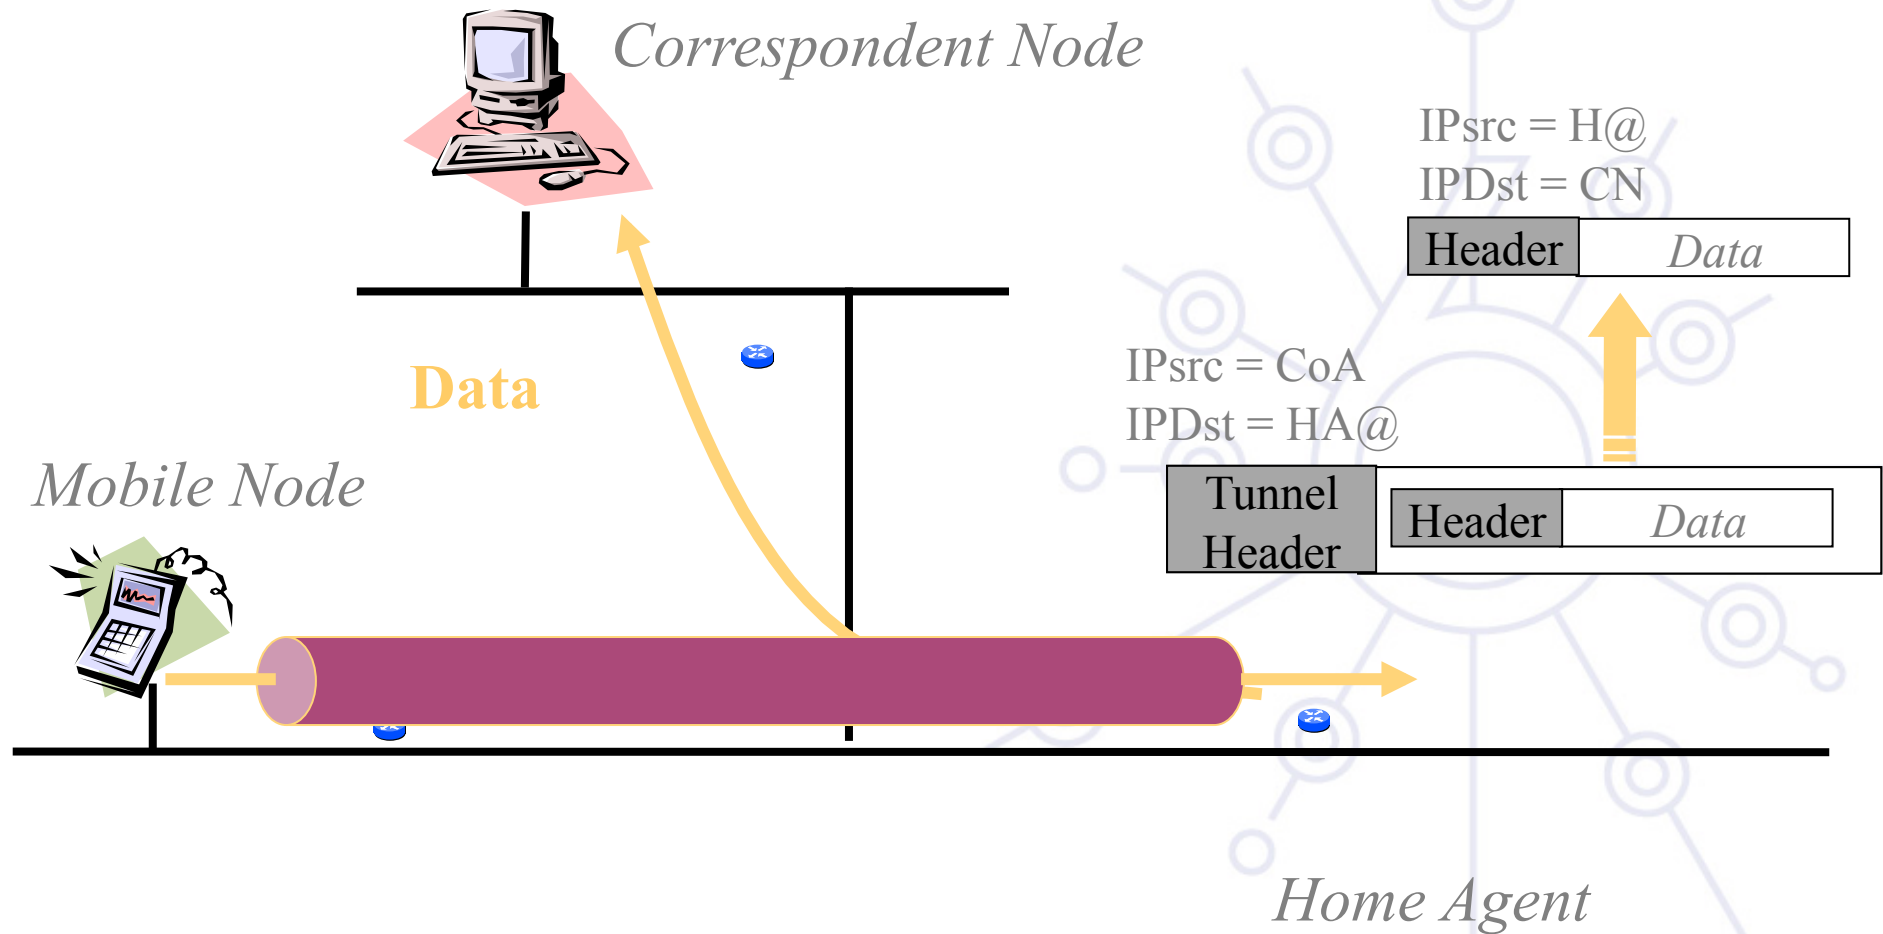 Correspondent Node
IPsrc = H@
IPDst = CN
Header Data
IPsrc = CoA
IPDst = HA@
Data
Mobile Node
Tunnel
Header
Header Data
Home Agent